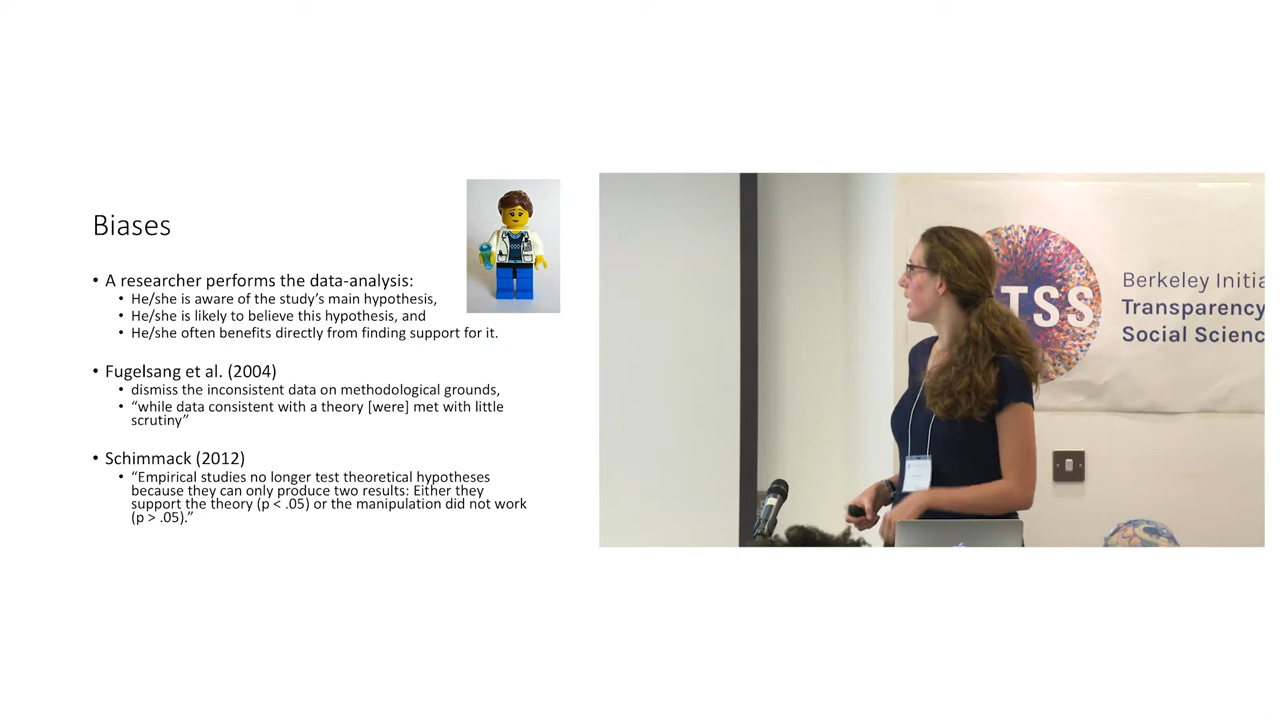 Biases
• A researcher performs the data-analysis:
• He/she is aware of the study's main hypothesis,
• He/she is likely to believe this hypothesis, and
• He/she often benefits directly from finding support for it.
• Fugelsang et al. (2004)
• dismiss the inconsistent data on methodological grounds,
• “while data consistent with a theory [were] met with little
scrutiny”
• Schimmack (2012)
• “Empirical studies no longer test theoretical hypotheses
because they can only produce two results: Either they
support the theory (p < .05) or the manipulation did not work
(p > .05).”
TSS
Berkeley Initia
Transparency
Social Scienc